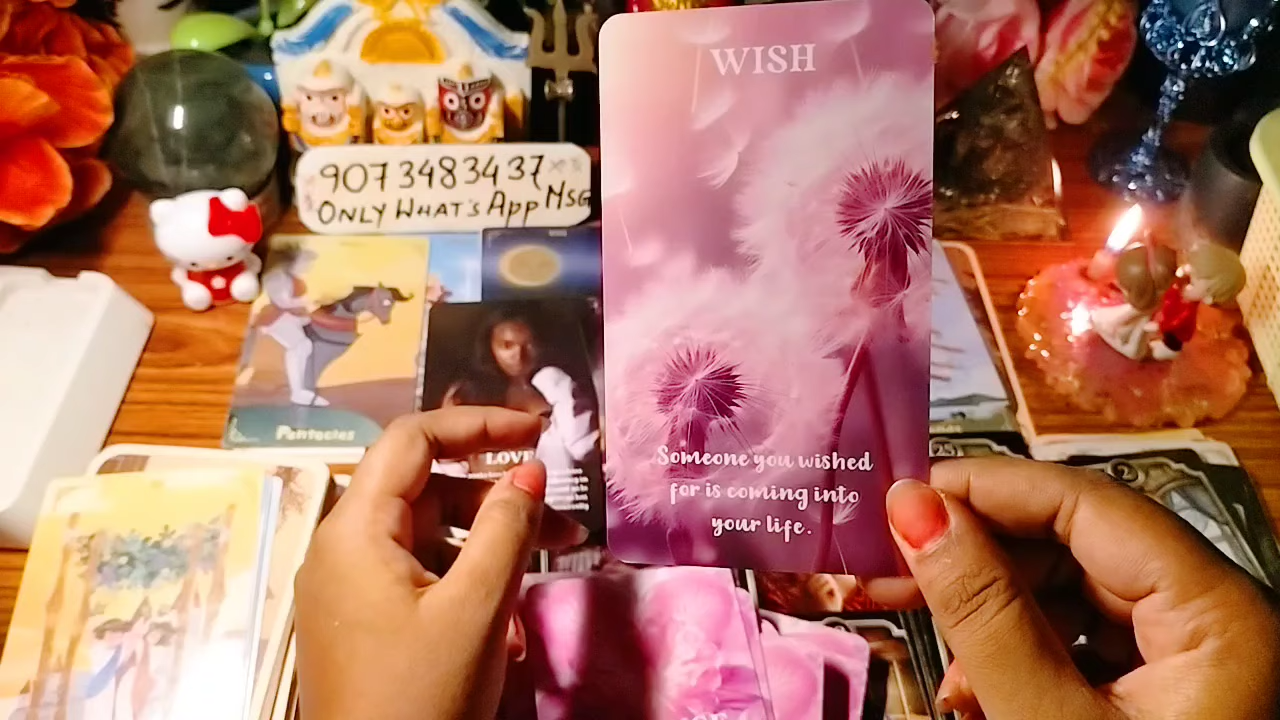 WISH
Someone you wished
for is coming into
your life.
9073483437
ONLY WHAT'S APP MSG
Pentacles
LOVE